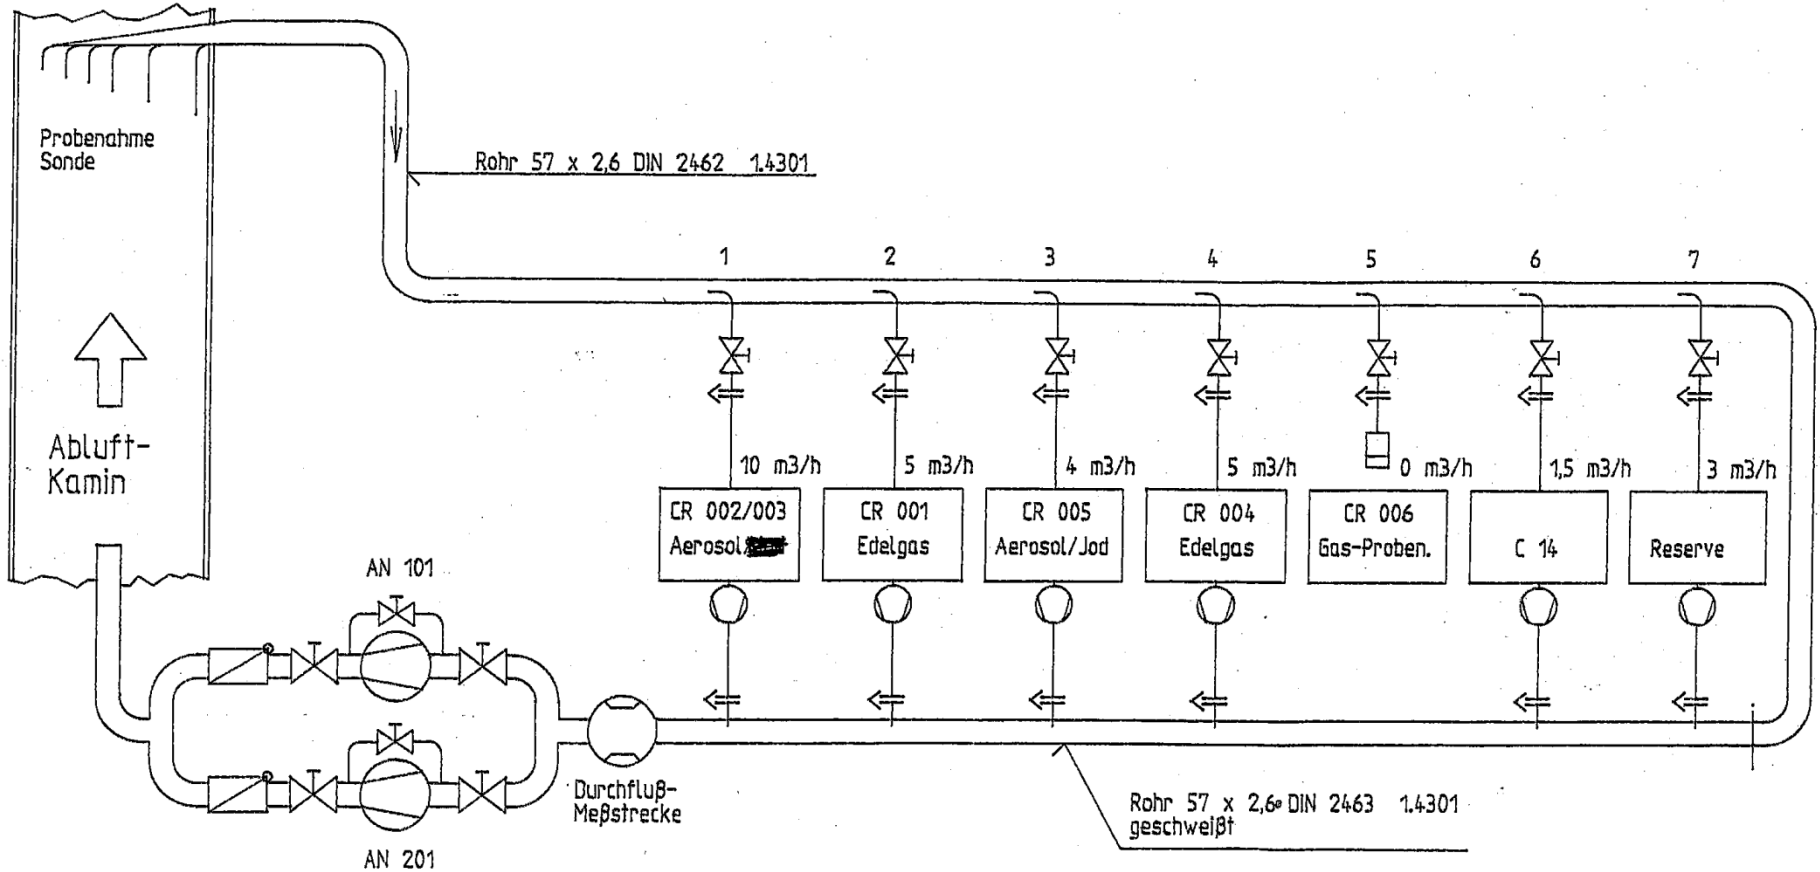 Probenahme
Sonde
Rohr 57 x 2,6 DIN 2462 1.4301
1 2 3 4 5 6 7
Abluft-
Kamin
10 m3/h 5 m3/h 4 m3/h 5 m3/h 0 m3/h 1,5 m3/h 3 m3/h
CR 002/003
Aerosol
CR 001
Edelgas
CR 005
Aerosol/Jod
CR 004
Edelgas
CR 006
Gas-Proben.
C 14
Reserve
AN 101
Durchfluß-
Meßstrecke
AN 201
Rohr 57 x 2,6 DIN 2463 1.4301
geschweißt